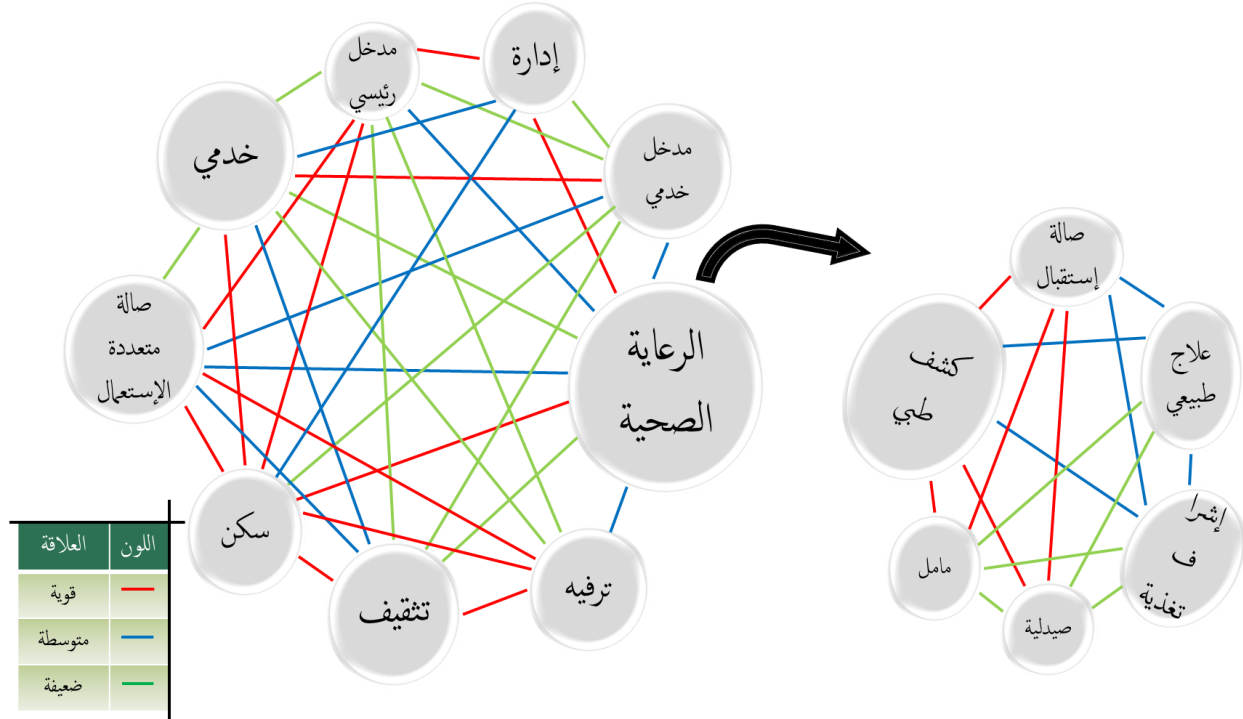 مدخل
رئيسي
إدارة
خدمي
مدخل
خدمي
صالة
متعددة
الإستعمال
الرعاية
الصحية
سكن
تثقيف
ترفيه
صالة
إستقبال
كشف
طبي
علاج
طبيعي
إشرا
ف
تغذية
مامل
صيدلية
اللون العلاقة
قوية
متوسطة
ضعيفة